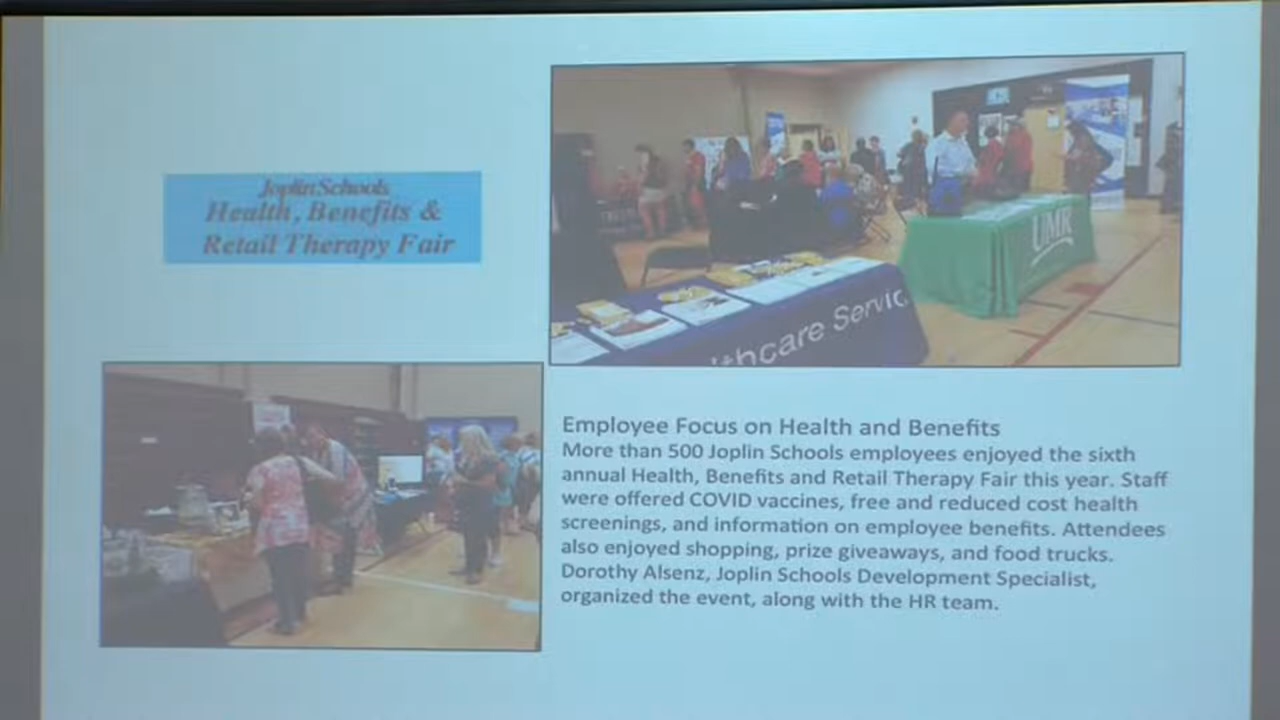 Joplin Schools
Health, Benefits &
Retail Therapy Fair
UMR
thcare Servic
Employee Focus on Health and Benefits
More than 500 Joplin Schools employees enjoyed the sixth
annual Health, Benefits and Retail Therapy Fair this year. Staff
were offered COVID vaccines, free and reduced cost health
screenings, and information on employee benefits. Attendees
also enjoyed shopping, prize giveaways, and food trucks.
Dorothy Alsenz, Joplin Schools Development Specialist,
organized the event, along with the HR team.